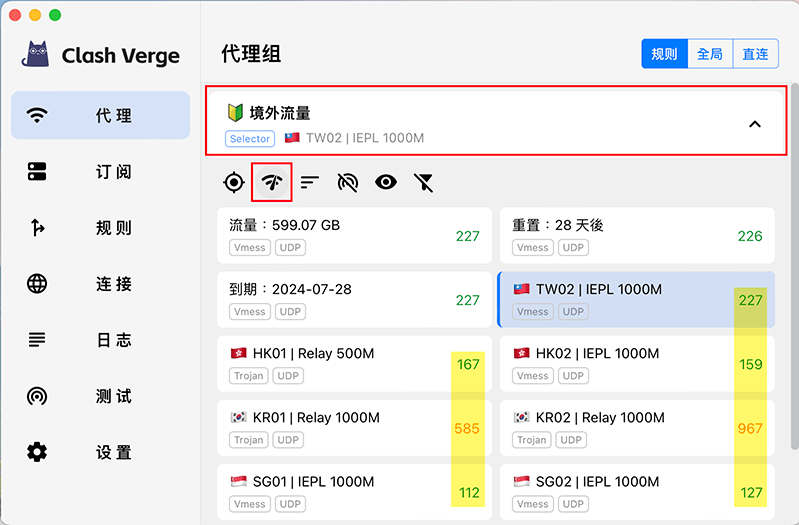 Clash Verge
代理
订阅
规则
连接
日志
测试
设置
代理组
规则 全局 直连
境外流量
Selector TW02 | IEPL 1000M
流量：599.07 GB
Vmess UDP
227
重置：28 天後
Vmess UDP
226
到期：2024-07-28
Vmess UDP
227
TW02 | IEPL 1000M
Vmess UDP
227
HK01 | Relay 500M
Trojan UDP
167
HK02 | IEPL 1000M
Vmess UDP
159
KR01 | Relay 1000M
Trojan UDP
585
KR02 | Relay 1000M
Trojan UDP
967
SG01 | IEPL 1000M
Vmess UDP
112
SG02 | IEPL 1000M
Vmess UDP
127